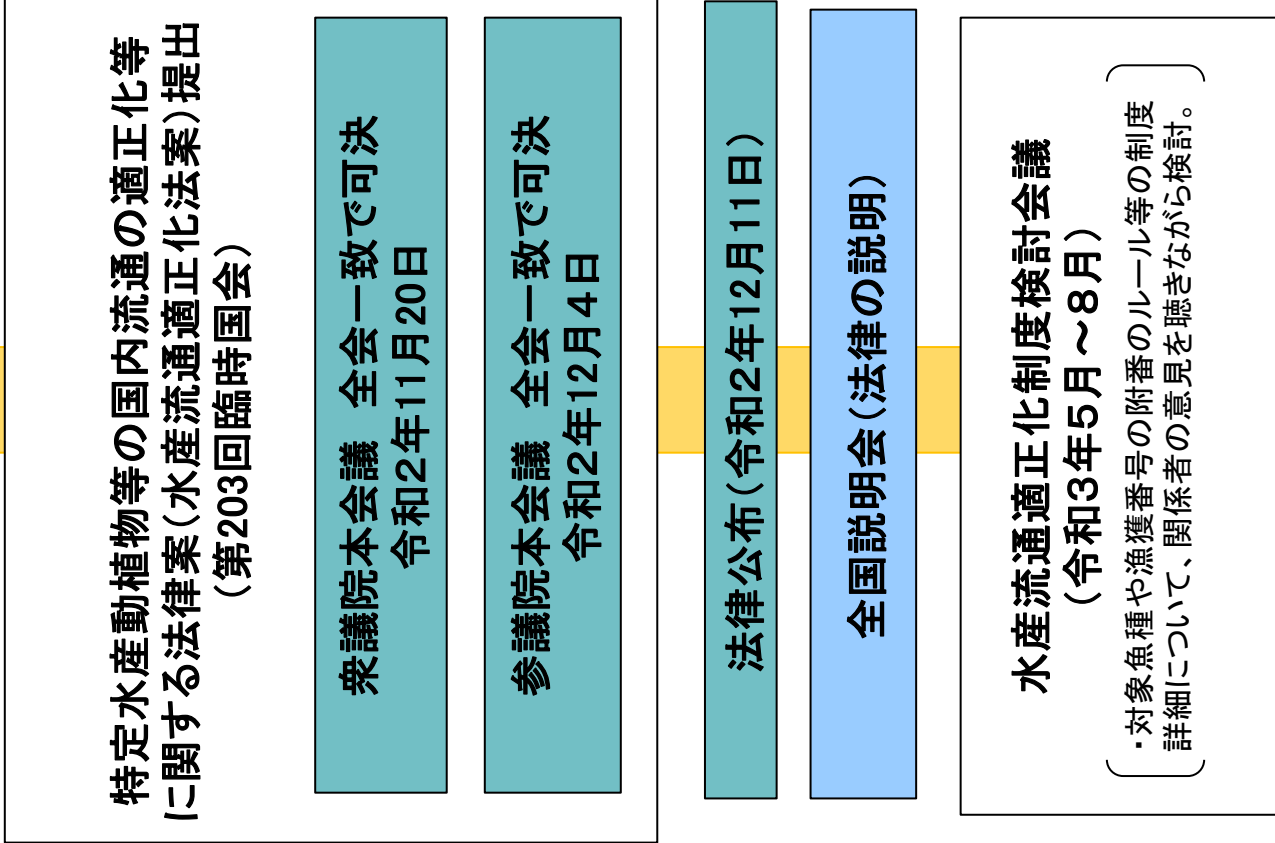 特定水産動植物等の国内流通の適正化等
に関する法律案（水産流通適正化法案）提出
（第203回臨時国会）
衆議院本会議　全会一致で可決
令和2年11月20日
参議院本会議　全会一致で可決
令和2年12月4日
法律公布（令和2年12月11日）
全国説明会（法律の説明）
水産流通適正化制度検討会議
（令和3年5月～8月）
・対象魚種や漁獲番号の附番のルール等の制度
詳細について、関係者の意見を聴きながら検討。